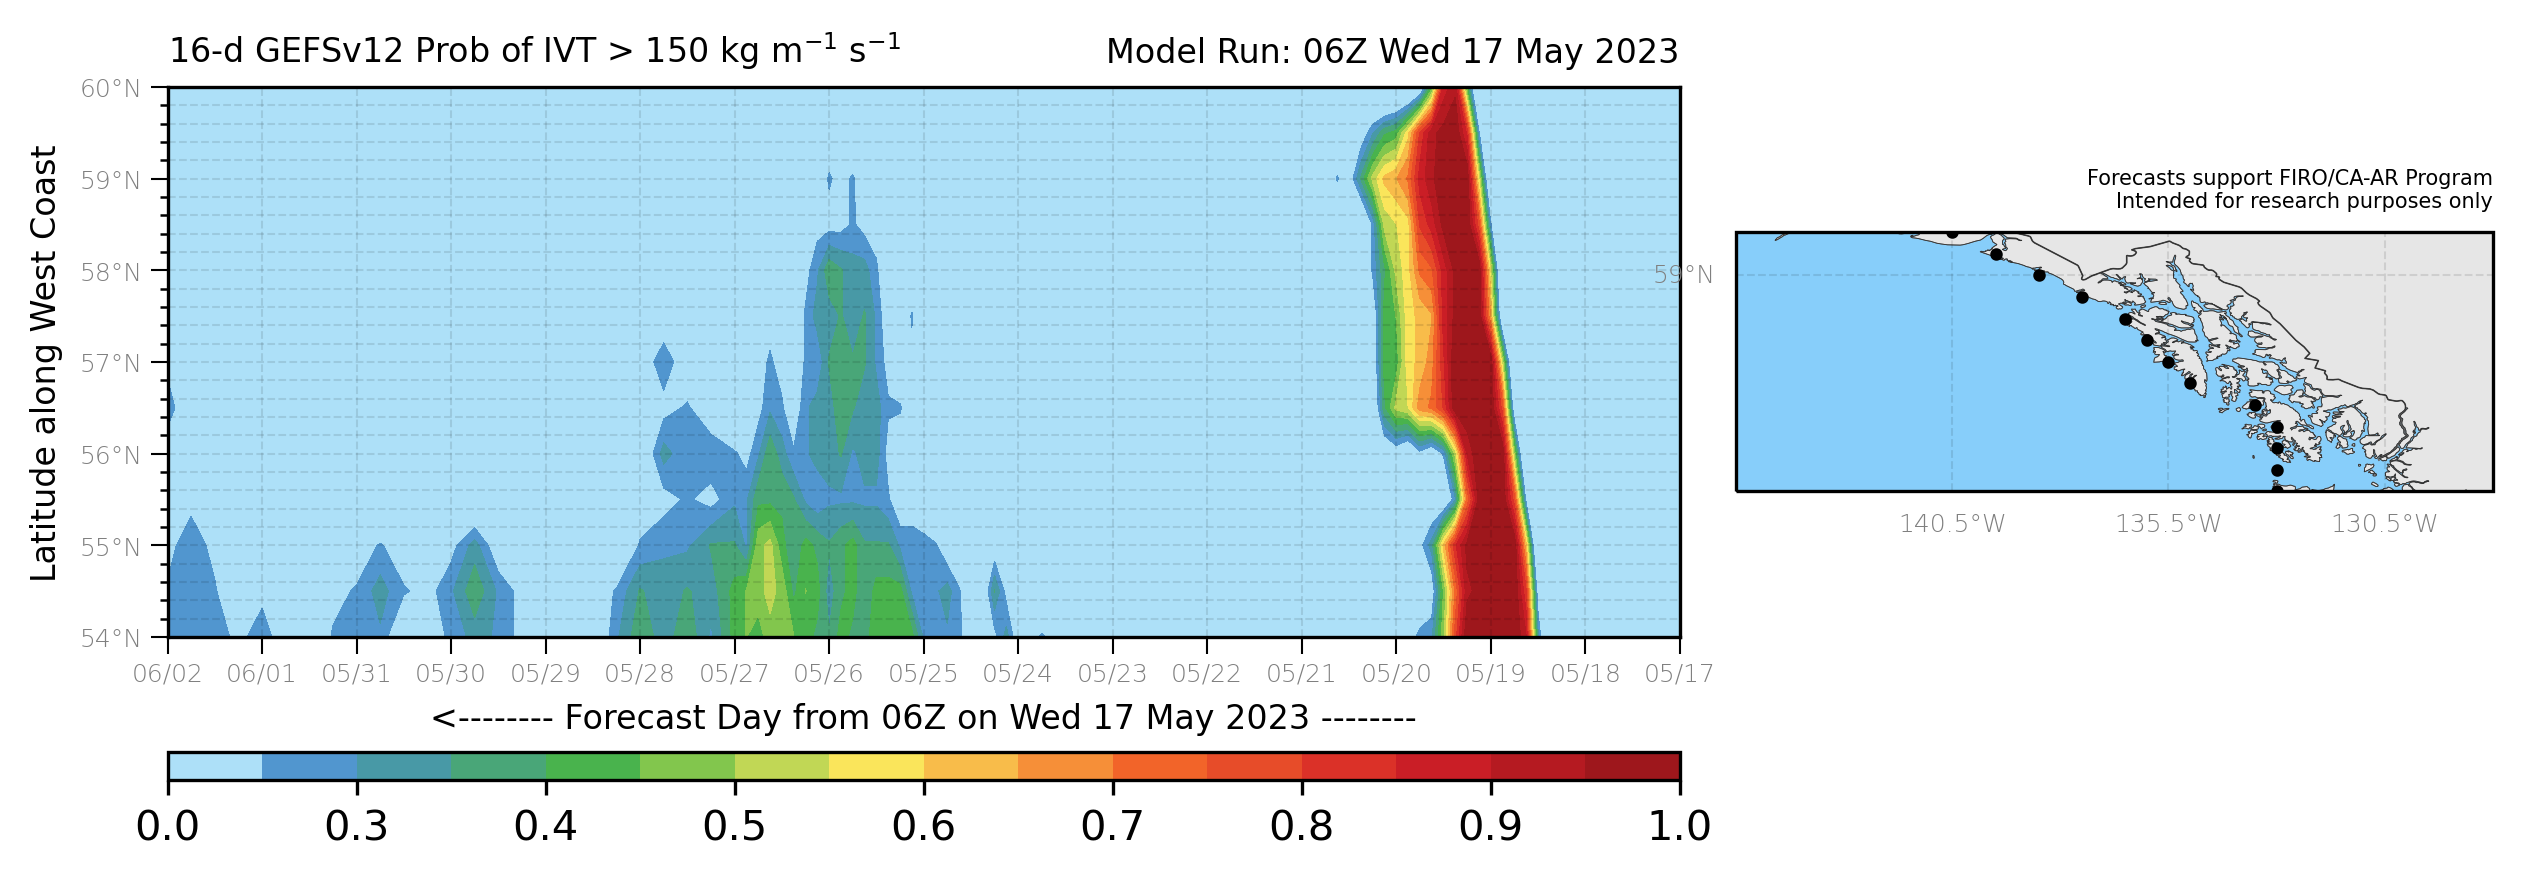 16-d GEFSv12 Prob of IVT > 150 kg m⁻¹ s⁻¹
Model Run: 06Z Wed 17 May 2023
Latitude along West Coast
60°N
59°N
58°N
57°N
56°N
55°N
54°N
06/02 06/01 05/31 05/30 05/29 05/28 05/27 05/26 05/25 05/24 05/23 05/22 05/21 05/20 05/19 05/18 05/17
<-------- Forecast Day from 06Z on Wed 17 May 2023 --------
0.0 0.3 0.4 0.5 0.6 0.7 0.8 0.9 1.0
Forecasts support FIRO/CA-AR Program
Intended for research purposes only
59°N
140.5°W 135.5°W 130.5°W